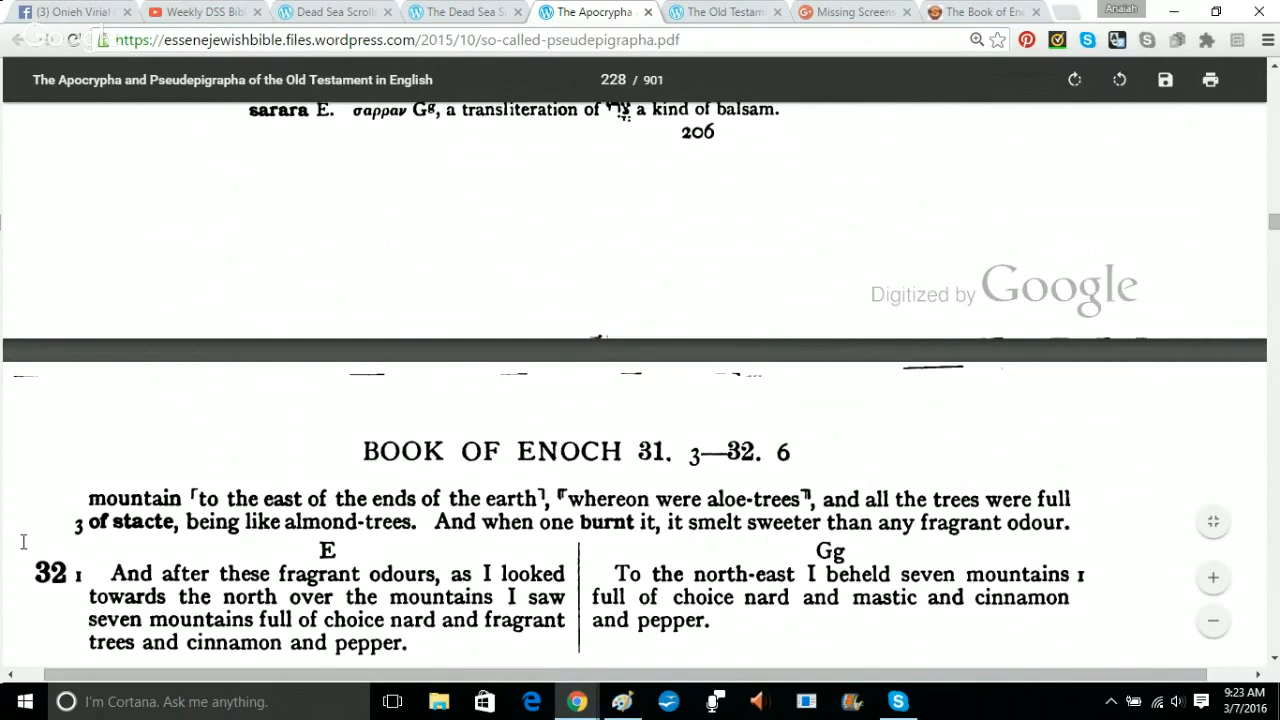 (3) Onieh Virial
Weekly DSS Bib
Dead Sea Scrolls
The Dead Sea S
The Apocrypha
The Old Testam
Missing Screens
The Book of Eno
Anaiah
https://essenejewishbible.files.wordpress.com/2015/10/so-called-pseudepigrapha.pdf
The Apocrypha and Pseudepigrapha of the Old Testament in English
228 / 901
sarara E. σαρραν Gg, a transliteration of צרי a kind of balsam.
206
Digitized by Google
BOOK OF ENOCH 31. 3—32. 6
mountain ⌈to the east of the ends of the earth⌉, ⌈⌈whereon were aloe-trees⌉⌉, and all the trees were full
3 of stacte, being like almond-trees. And when one burnt it, it smelt sweeter than any fragrant odour.
E
32 1 And after these fragrant odours, as I looked
towards the north over the mountains I saw
seven mountains full of choice nard and fragrant
trees and cinnamon and pepper.
Gg
To the north-east I beheld seven mountains 1
full of choice nard and mastic and cinnamon
and pepper.
I'm Cortana. Ask me anything.
9:23 AM
3/7/2016